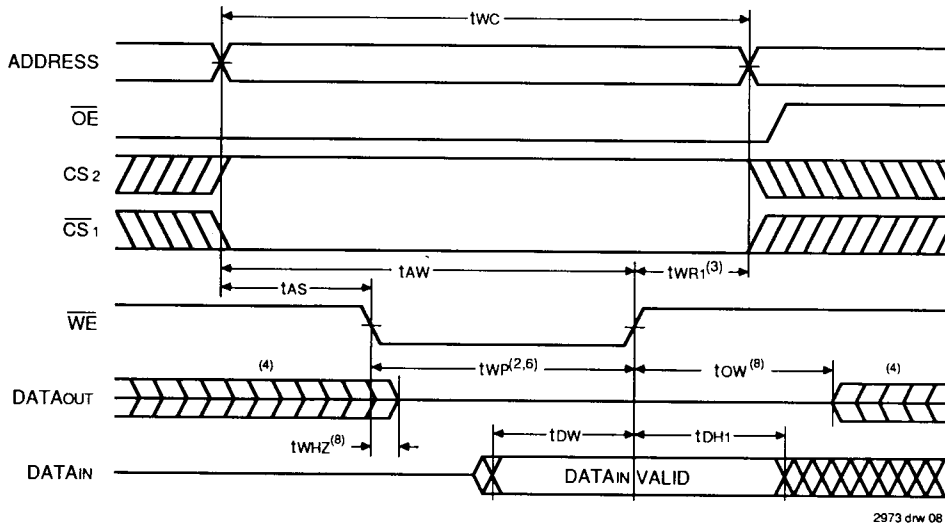 tWC
ADDRESS
OE
CS2
CS1
tAW
tWR1(3)
tAS
WE
tWP(2,6)
tOW(8)
(4)
(4)
DATAOUT
tWHZ(8)
tDW
tDH1
DATAIN
DATAIN VALID
2973 drw 08